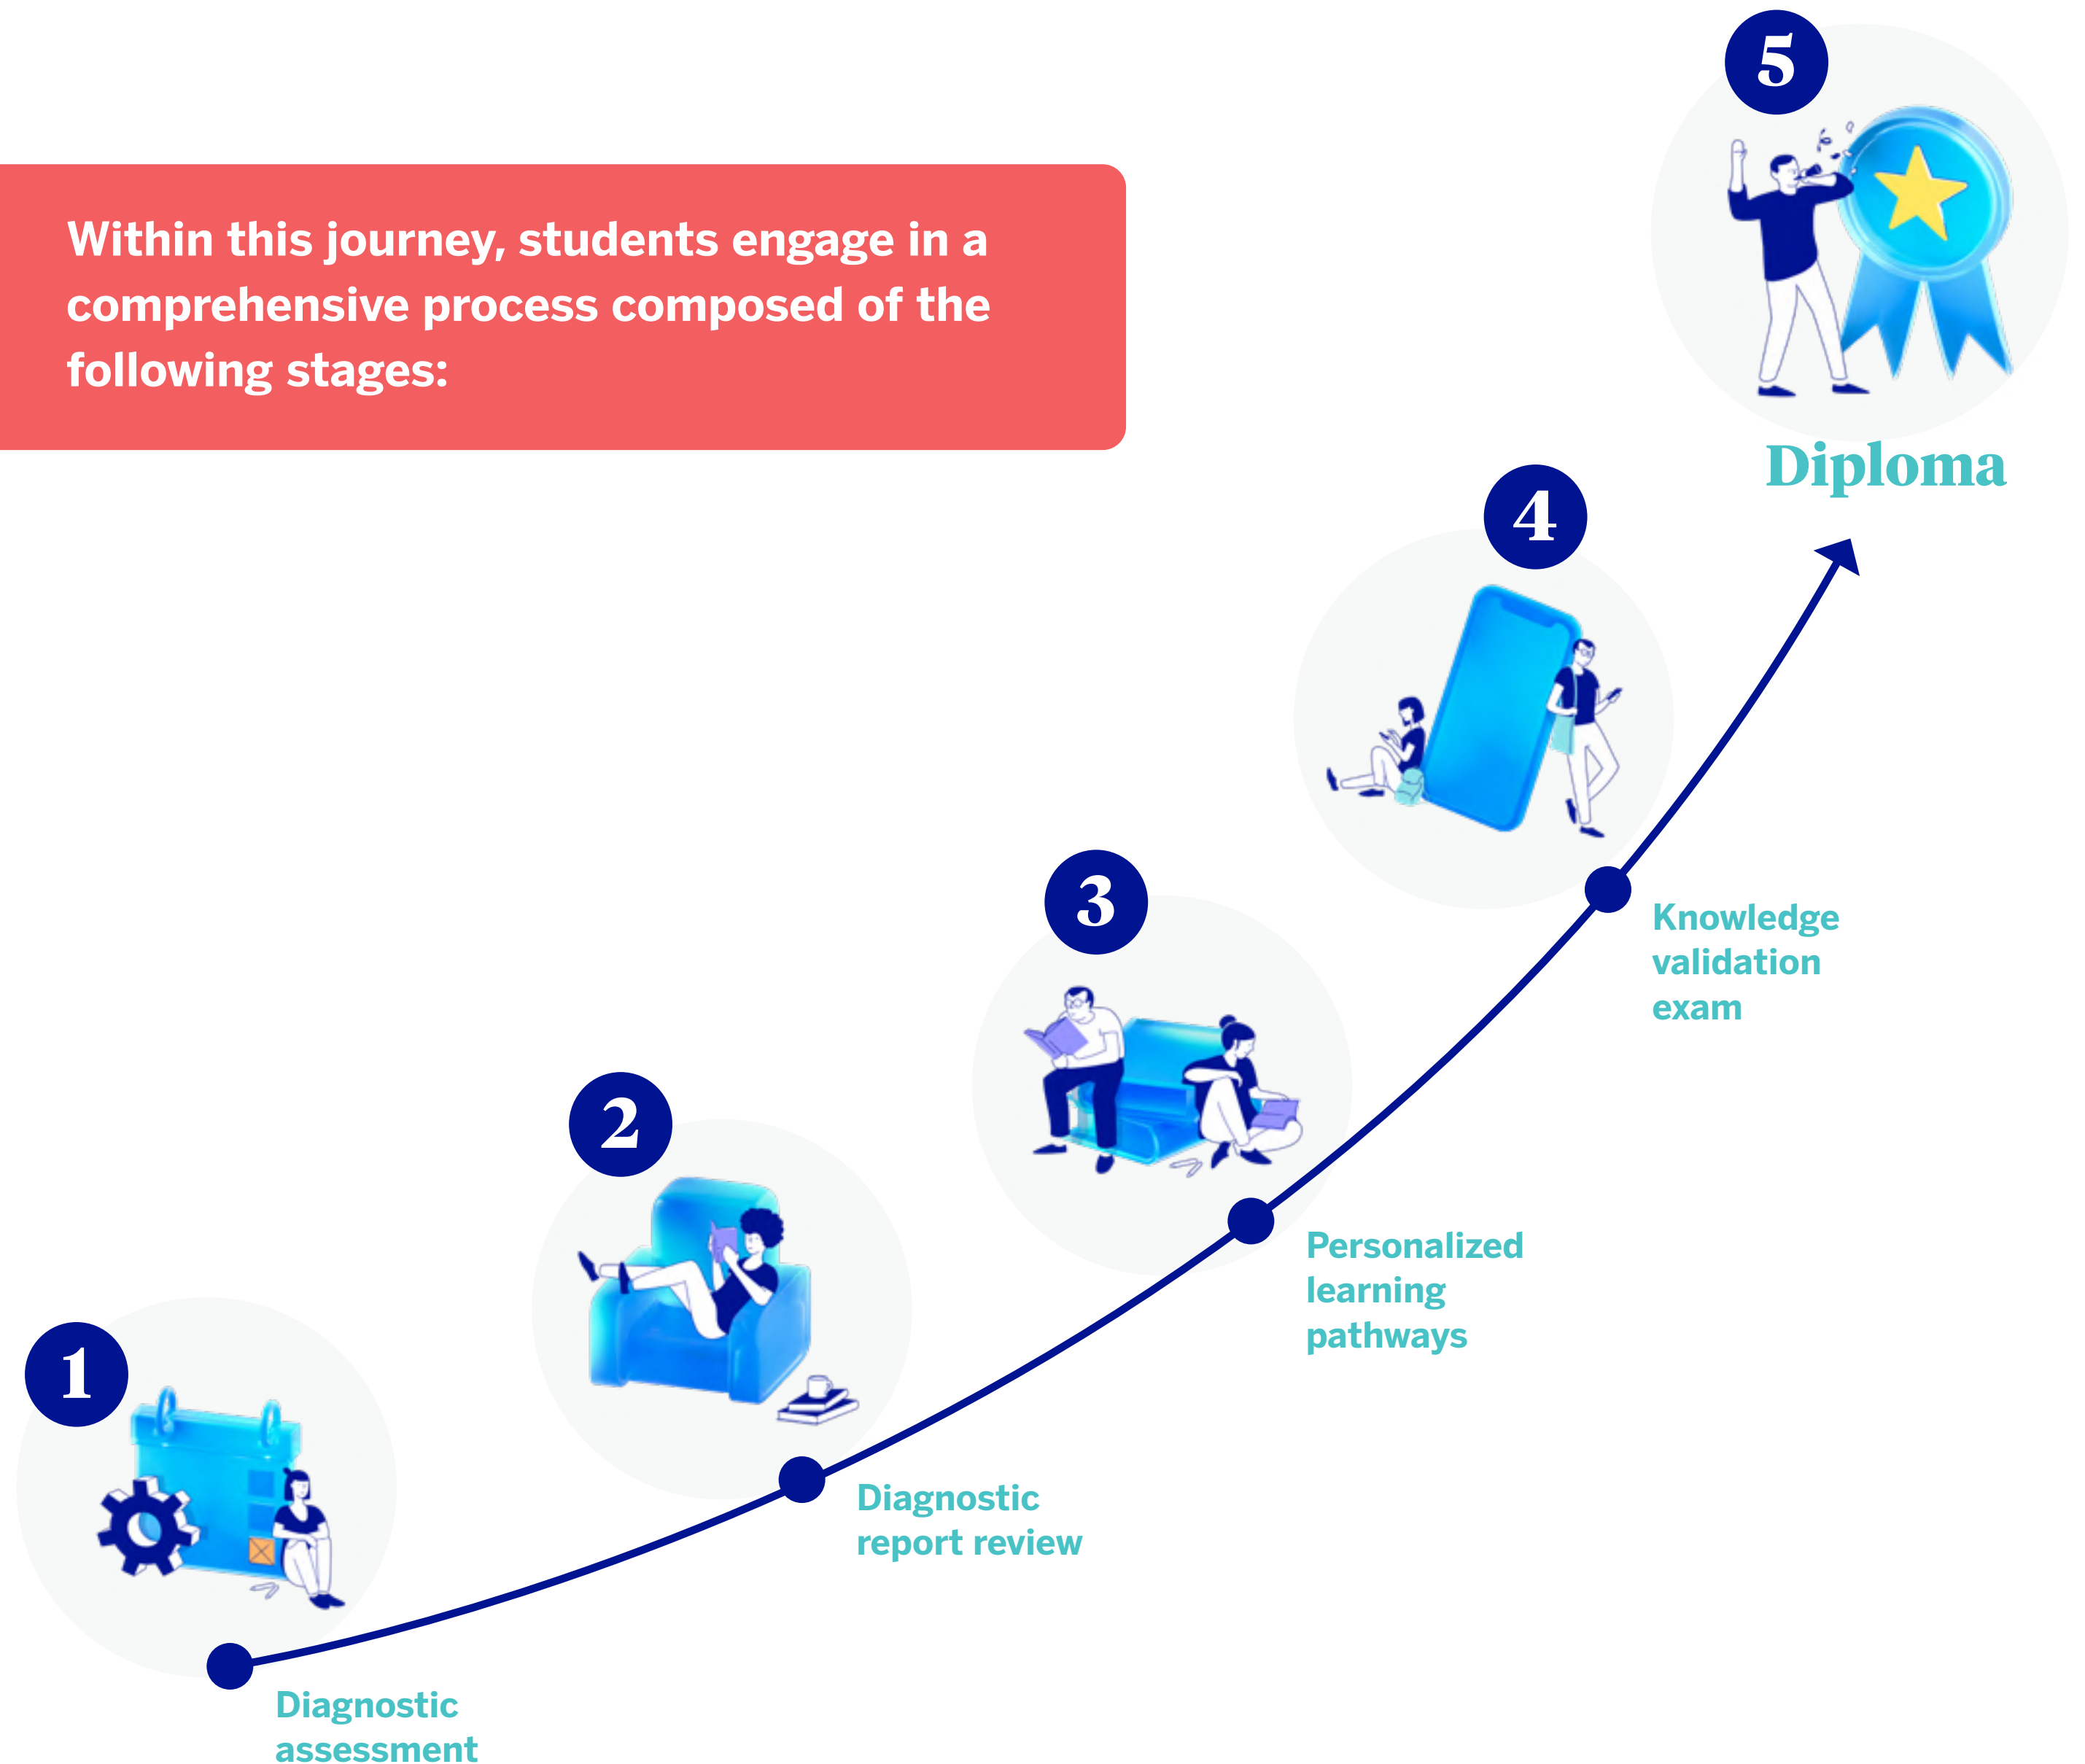 Within this journey, students engage in a
comprehensive process composed of the
following stages:
1
Diagnostic
assessment
2
Diagnostic
report review
3
Personalized
learning
pathways
4
Knowledge
validation
exam
5
Diploma